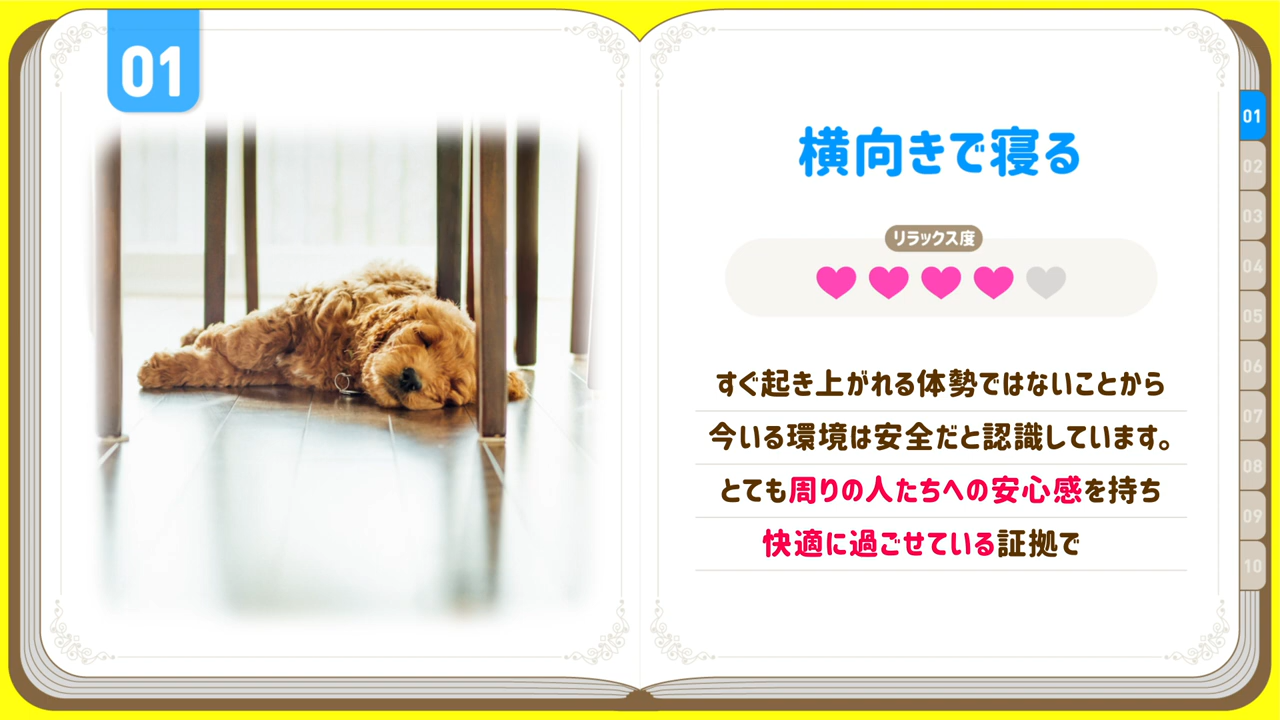 01
横向きで寝る
リラックス度
すぐ起き上がれる体勢ではないことから
今いる環境は安全だと認識しています。
とても周りの人たちへの安心感を持ち
快適に過ごせている証拠で
01
02
03
04
05
06
07
08
09
10